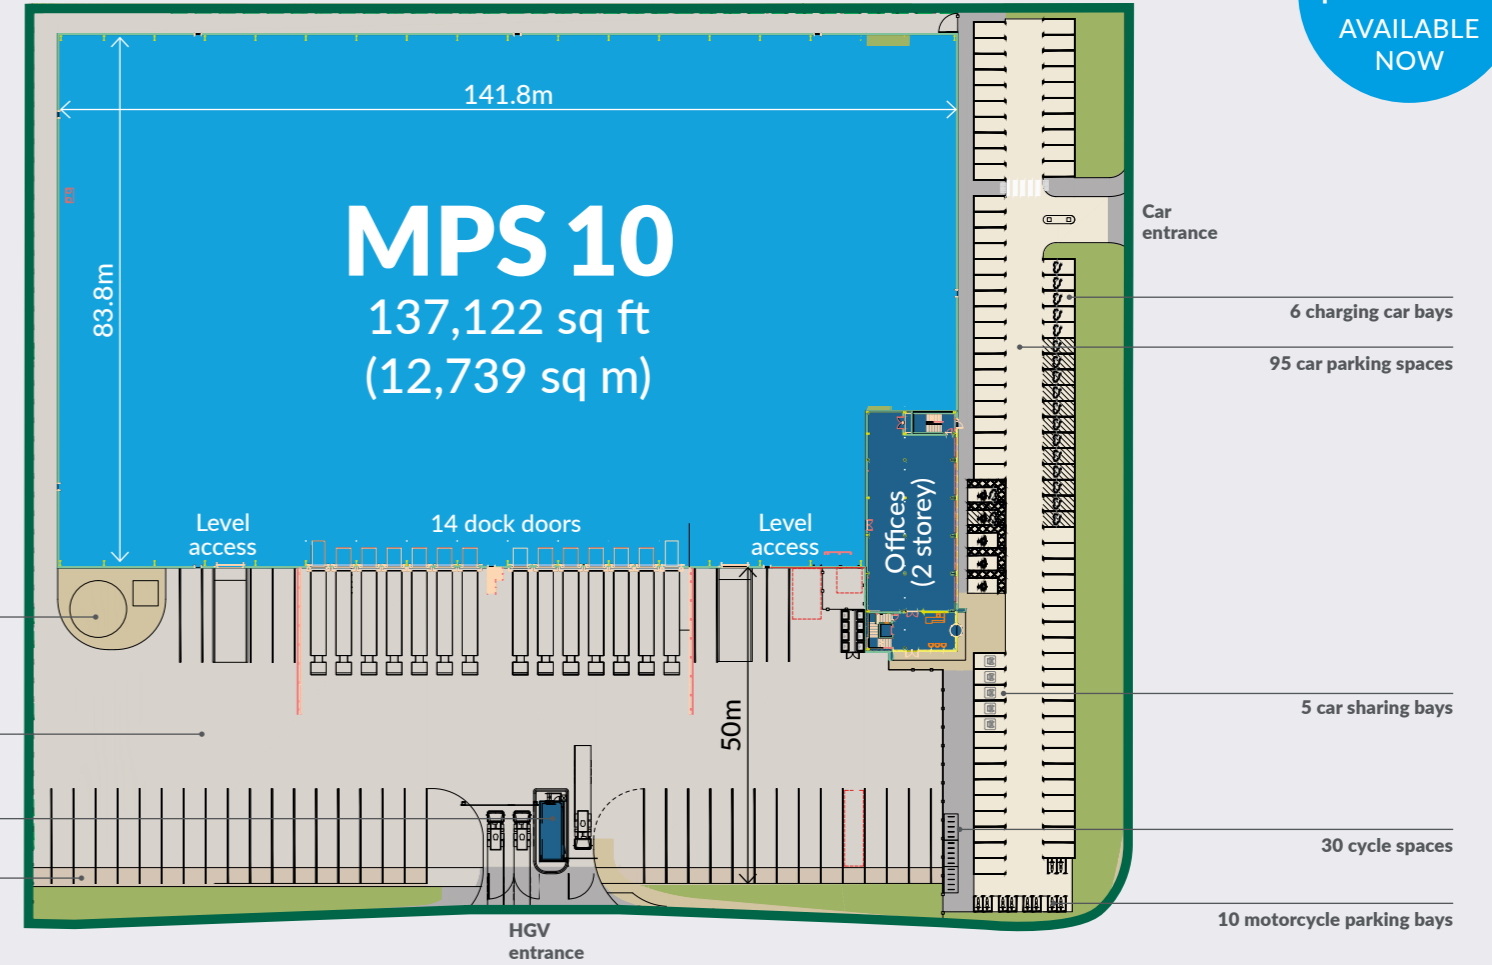 AVAILABLE
NOW
141.8m
83.8m
MPS 10
137,122 sq ft
(12,739 sq m)
Car
entrance
6 charging car bays
95 car parking spaces
Level
access
14 dock doors
Level
access
Offices
(2 storey)
50m
5 car sharing bays
30 cycle spaces
10 motorcycle parking bays
HGV
entrance